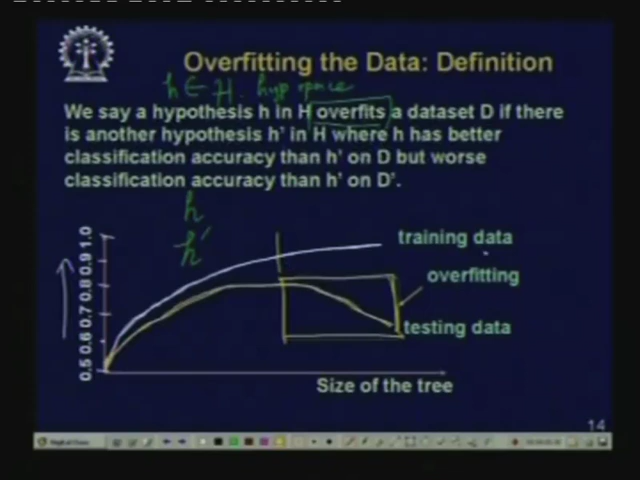 Overfitting the Data: Definition
h ∈ H. hyp space
We say a hypothesis h in H overfits a dataset D if there
is another hypothesis h' in H where h has better
classification accuracy than h' on D but worse
classification accuracy than h' on D'.
h
h'
0.5 0.6 0.7 0.8 0.9 1.0
training data
overfitting
testing data
Size of the tree
14